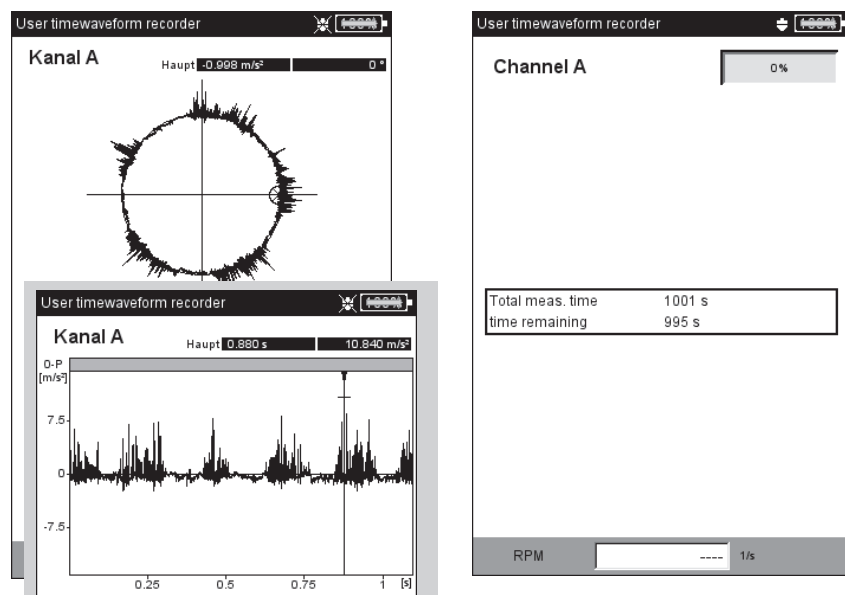 User timewaveform recorder
Kanal A
Haupt -0.998 m/s² 0 °
User timewaveform recorder
Kanal A
Haupt 0.880 s 10.840 m/s²
0-P
[m/s²]
7.5
0
-7.5
0.25 0.5 0.75 1 [s]
User timewaveform recorder
Channel A
0%
Total meas. time 1001 s
time remaining 995 s
RPM ---- 1/s